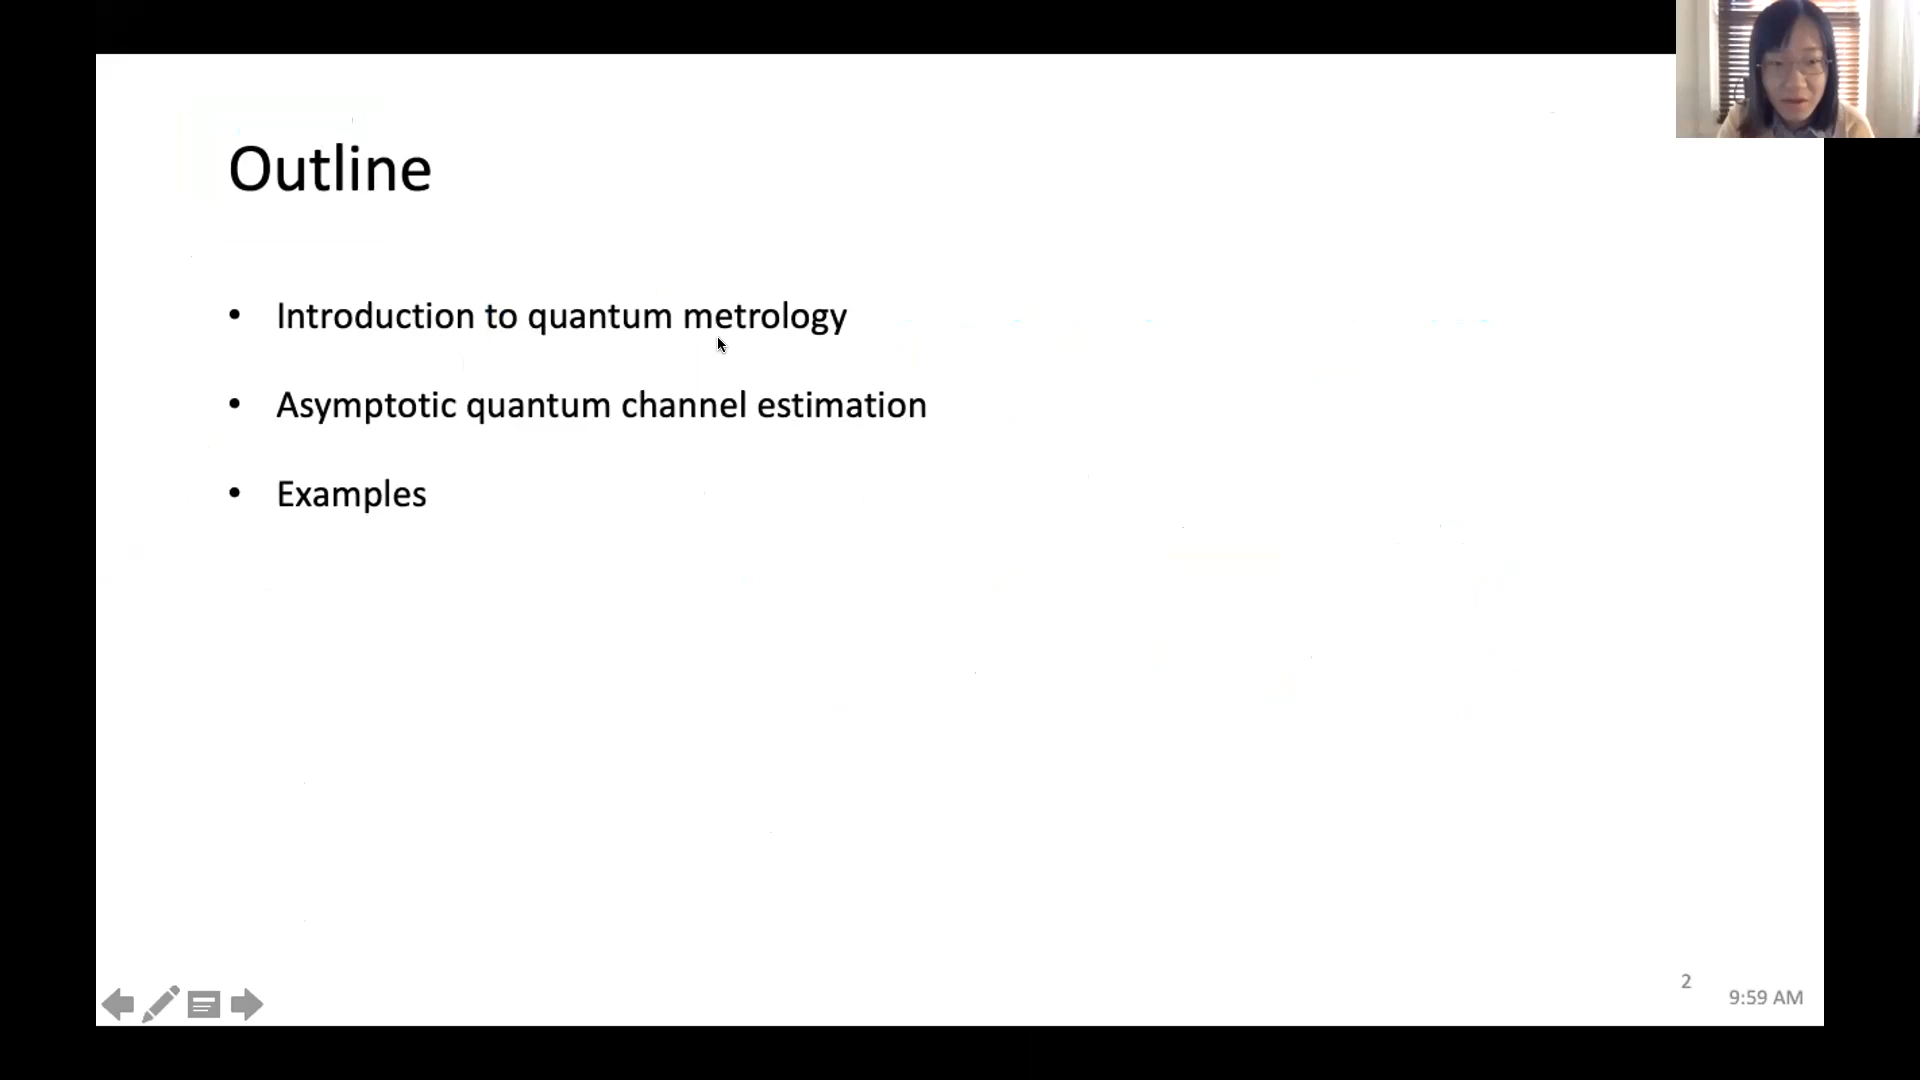 Outline
• Introduction to quantum metrology
• Asymptotic quantum channel estimation
• Examples
2
9:59 AM